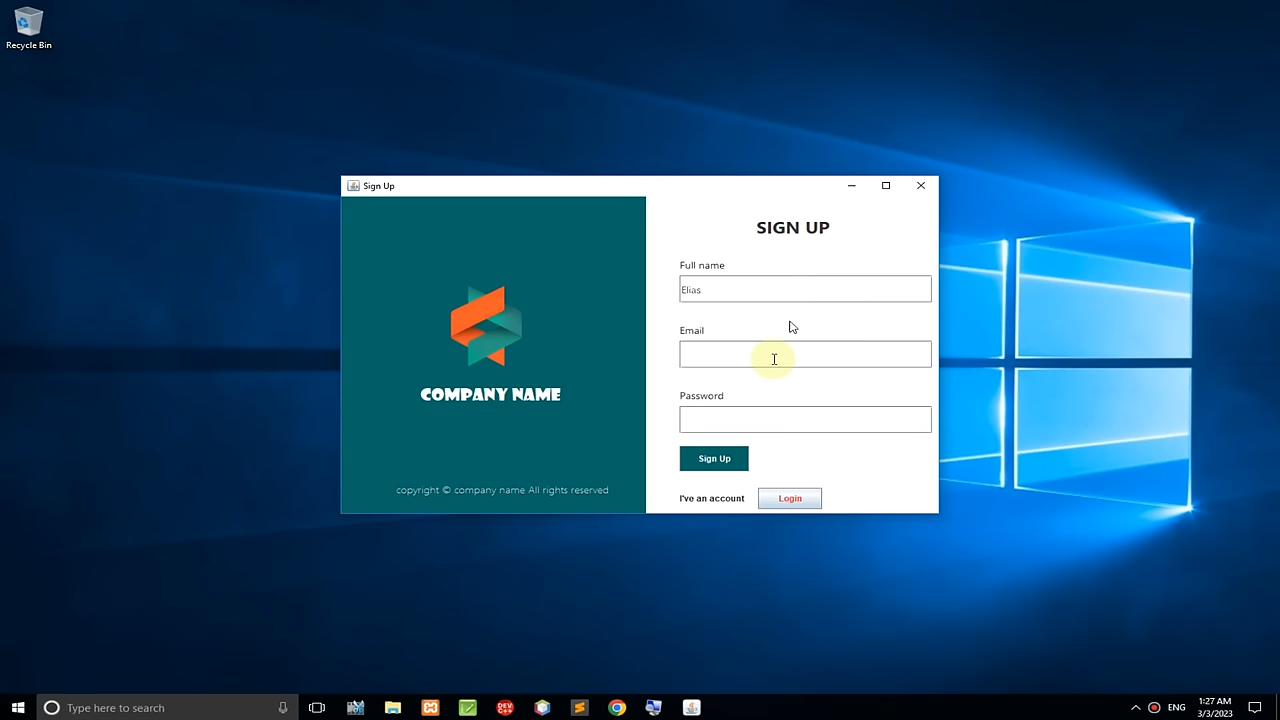 Recycle Bin
Sign Up
SIGN UP
Full name
Elias
Email
Password
Sign Up
I've an account
Login
COMPANY NAME
copyright © company name All rights reserved
Type here to search
DEV
C++
ENG
1:27 AM
3/3/2023